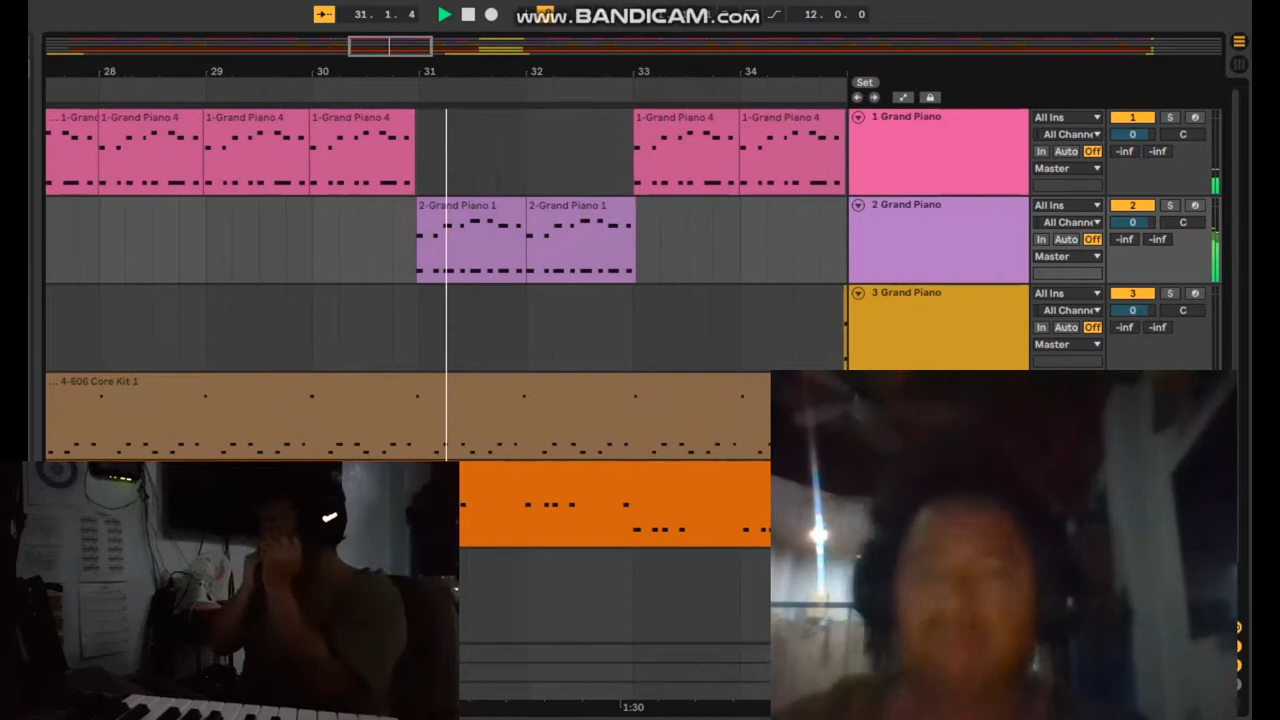 31. 1. 4
www.BANDICAM.com
12. 0. 0
28 29 30 31 32 33 34
Set
... 1-Grand 1-Grand Piano 4 1-Grand Piano 4 1-Grand Piano 4 1-Grand Piano 4 1-Grand Piano 4
1 Grand Piano
All Ins 1 S
All Channe 0 C
In Auto Off -inf -inf
Master
2-Grand Piano 1 2-Grand Piano 1
2 Grand Piano
All Ins 2 S
All Channe 0 C
In Auto Off -inf -inf
Master
3 Grand Piano
All Ins 3 S
All Channe 0 C
In Auto Off -inf -inf
Master
... 4-606 Core Kit 1
1:30